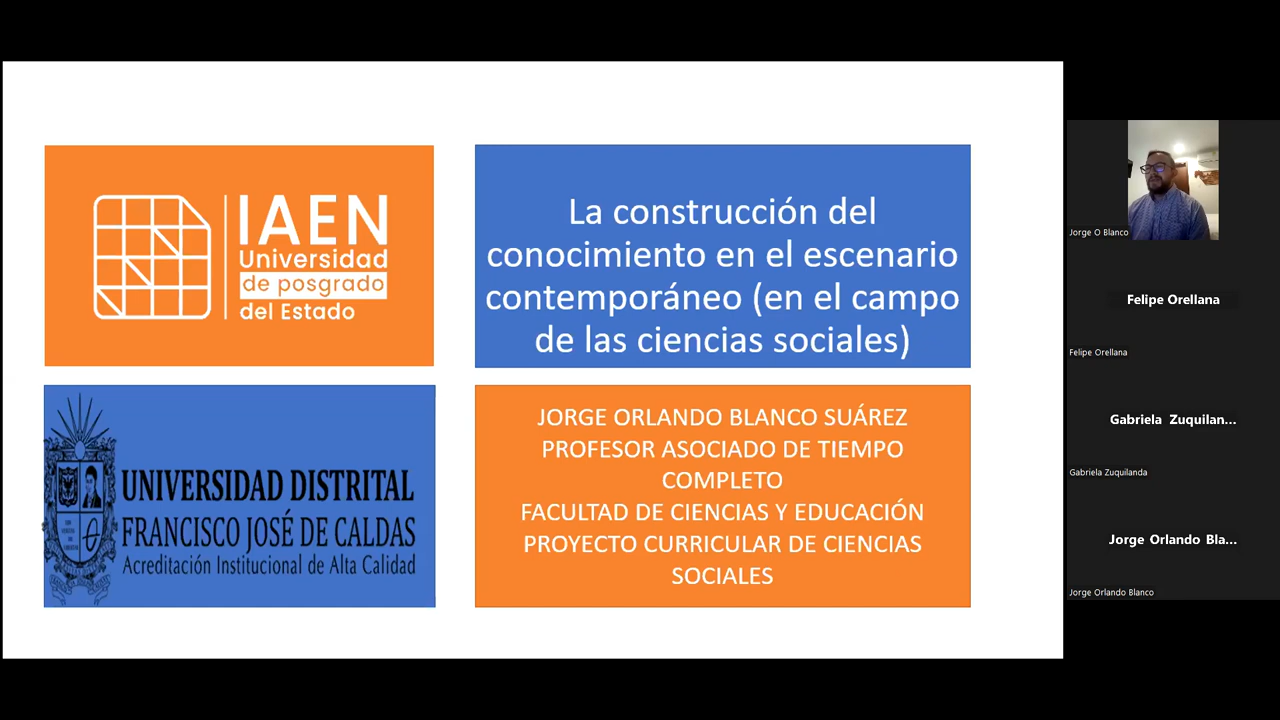 IAEN
Universidad
de posgrado
del Estado
La construcción del
conocimiento en el escenario
contemporáneo (en el campo
de las ciencias sociales)
UNIVERSIDAD DISTRITAL
FRANCISCO JOSÉ DE CALDAS
Acreditación Institucional de Alta Calidad
JORGE ORLANDO BLANCO SUÁREZ
PROFESOR ASOCIADO DE TIEMPO
COMPLETO
FACULTAD DE CIENCIAS Y EDUCACIÓN
PROYECTO CURRICULAR DE CIENCIAS
SOCIALES
Jorge O Blanco
Felipe Orellana
Felipe Orellana
Gabriela Zuquilan...
Gabriela Zuquilanda
Jorge Orlando Bla...
Jorge Orlando Blanco